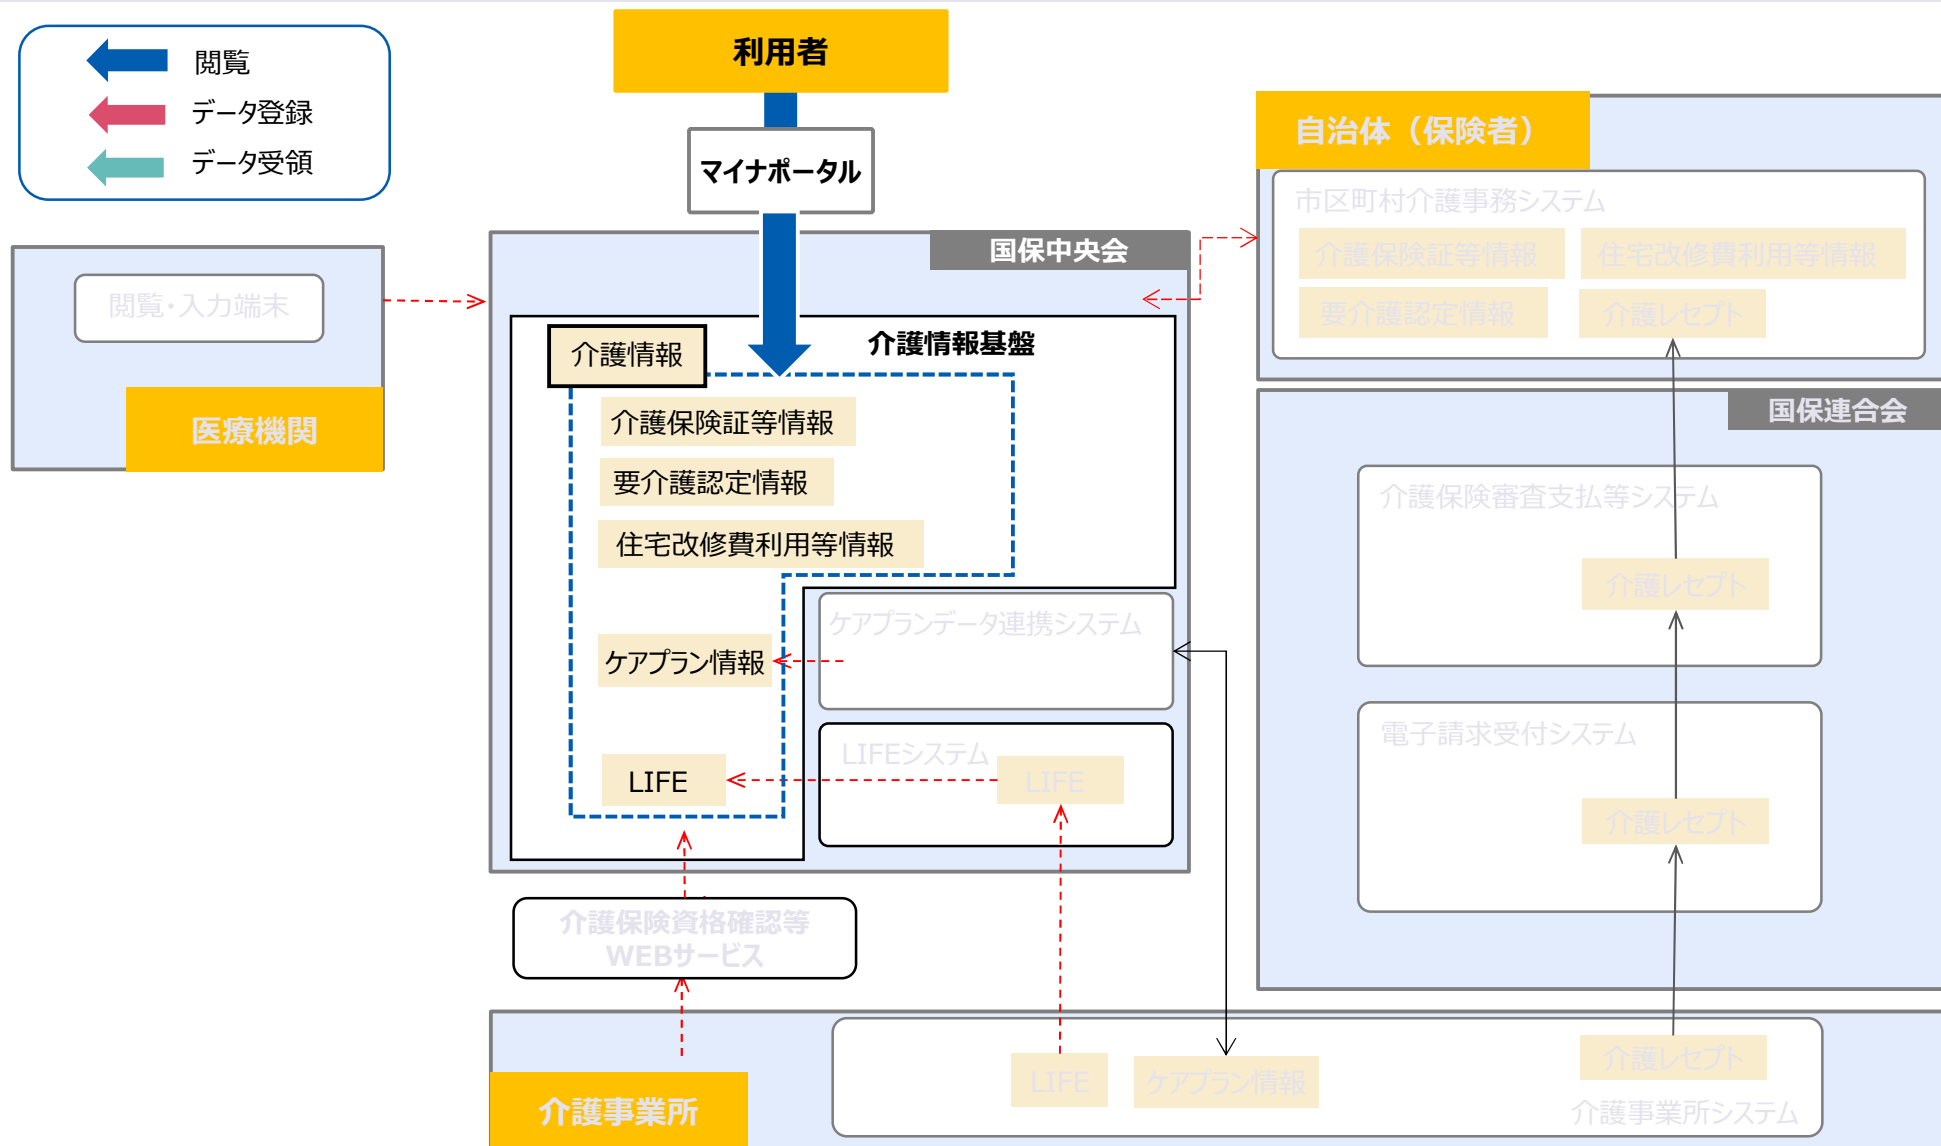 閲覧
データ登録
データ受領
利用者
マイナポータル
自治体（保険者）
市区町村介護事務システム
介護保険証等情報
住宅改修費利用等情報
要介護認定情報
介護レセプト
国保中央会
閲覧・入力端末
医療機関
介護情報
介護情報基盤
介護保険証等情報
要介護認定情報
住宅改修費利用等情報
ケアプラン情報
LIFE
ケアプランデータ連携システム
LIFEシステム
LIFE
国保連合会
介護保険審査支払等システム
介護レセプト
電子請求受付システム
介護レセプト
介護保険資格確認等
WEBサービス
介護事業所
LIFE
ケアプラン情報
介護レセプト
介護事業所システム